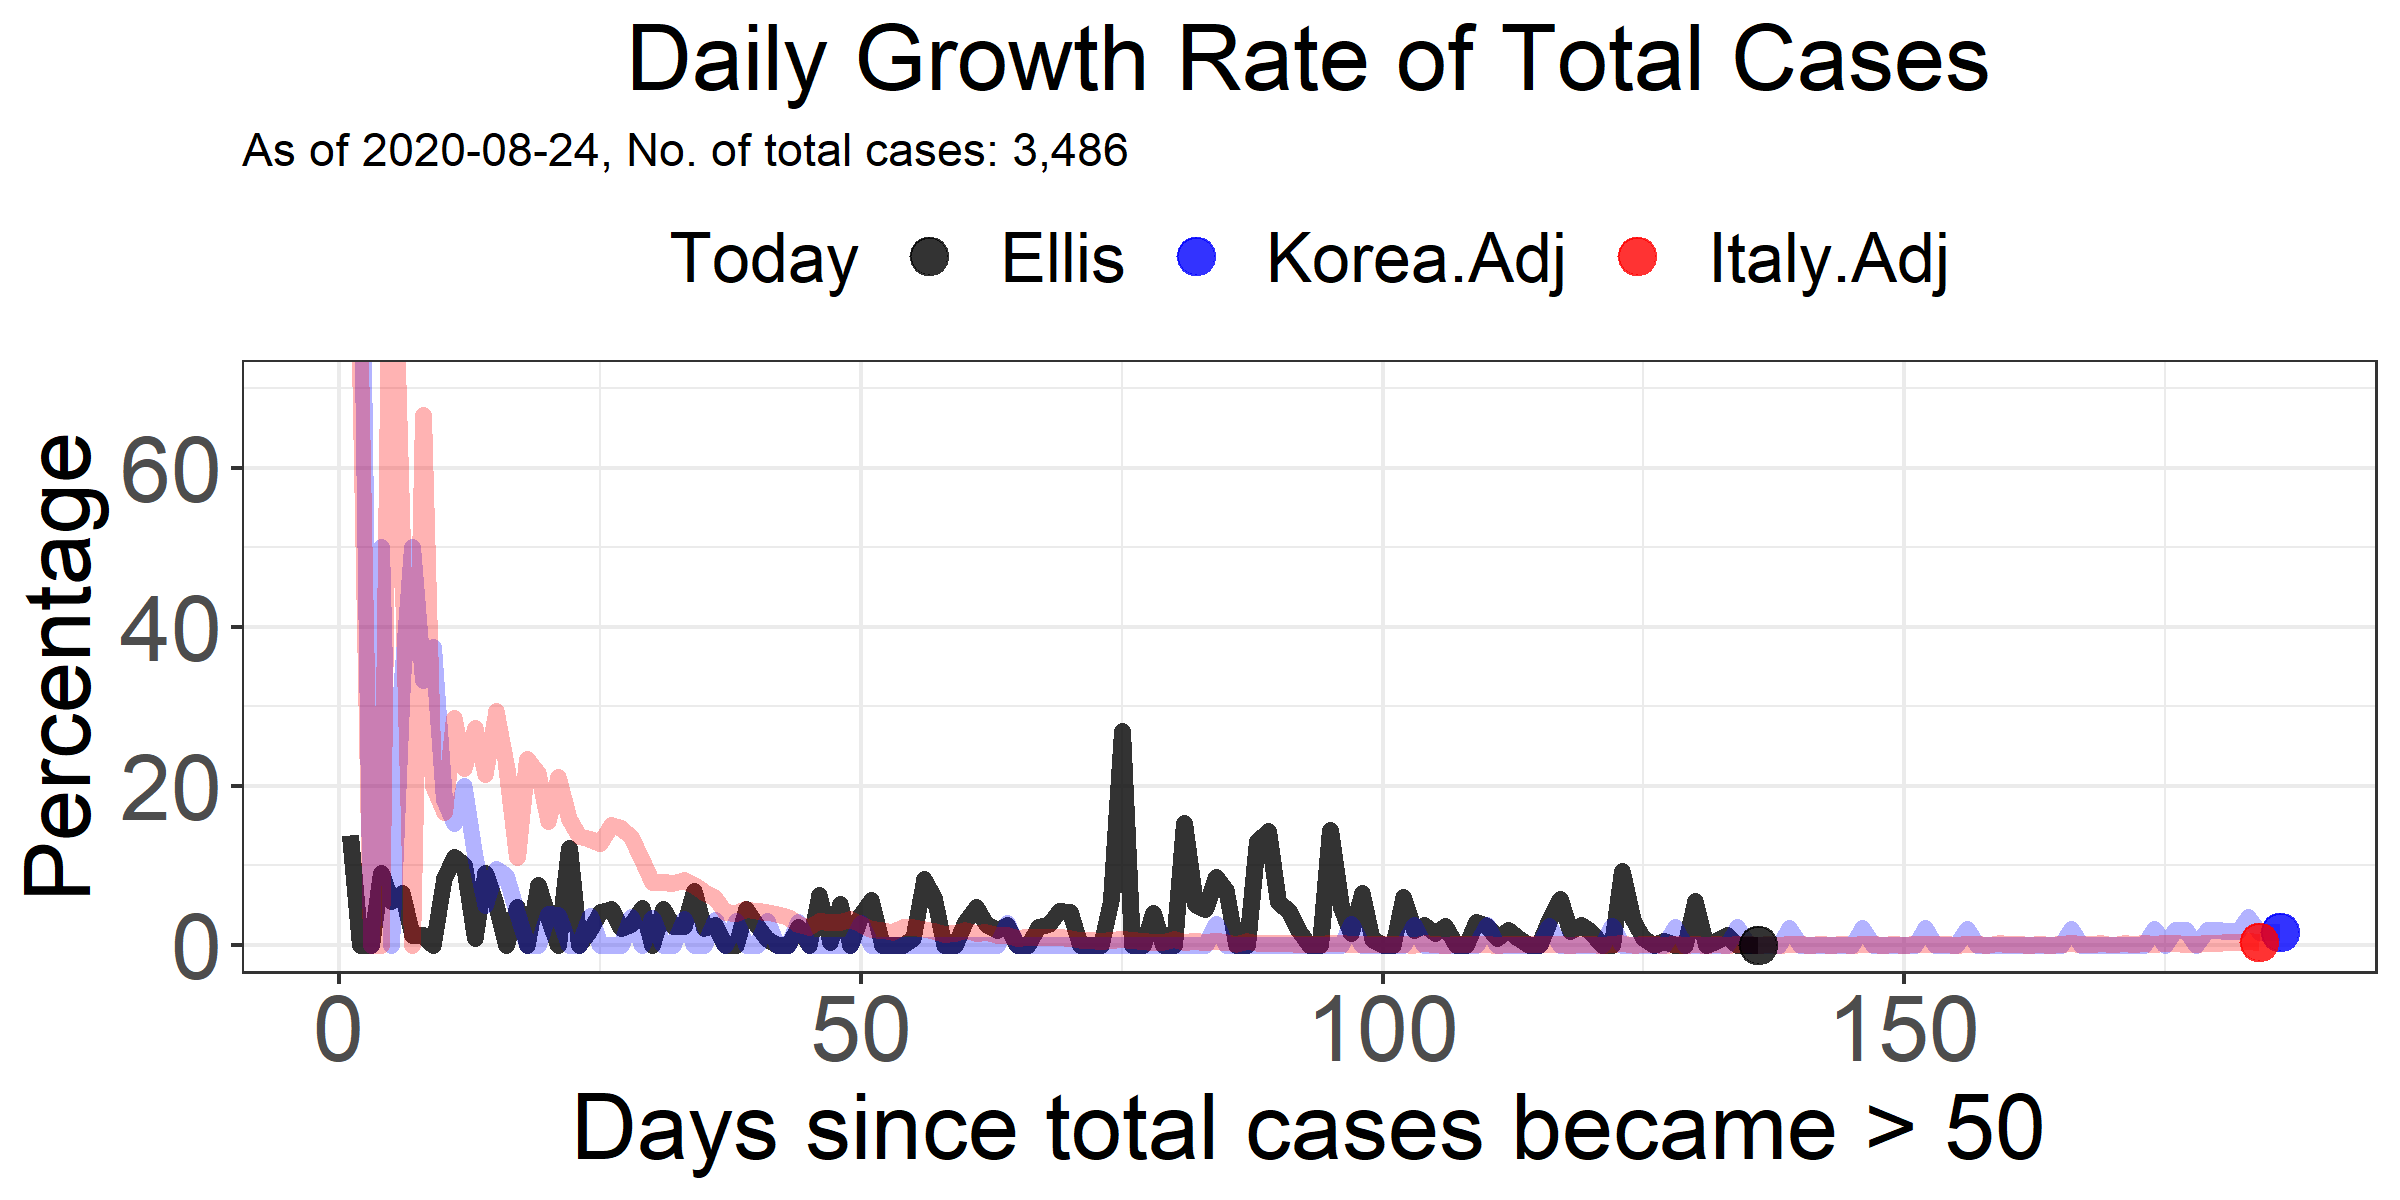 Daily Growth Rate of Total Cases
As of 2020-08-24, No. of total cases: 3,486
Today Ellis Korea.Adj Italy.Adj
Percentage
60
40
20
0
0 50 100 150
Days since total cases became > 50